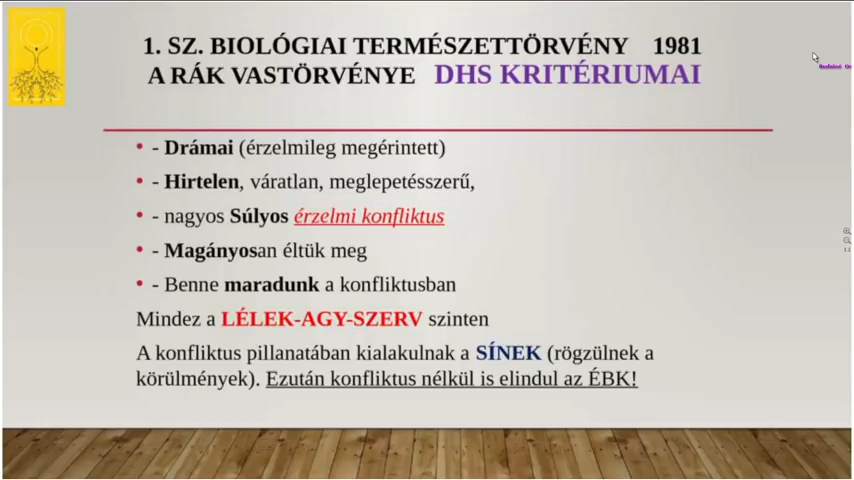 1. SZ. BIOLÓGIAI TERMÉSZETTÖRVÉNY 1981
A RÁK VASTÖRVÉNYE DHS KRITÉRIUMAI
- Drámai (érzelmileg megérintett)
- Hirtelen, váratlan, meglepetésszerű,
- nagyos Súlyos érzelmi konfliktus
- Magányosan éltük meg
- Benne maradunk a konfliktusban
Mindez a LÉLEK-AGY-SZERV szinten
A konfliktus pillanatában kialakulnak a SÍNEK (rögzülnek a
körülmények). Ezután konfliktus nélkül is elindul az ÉBK!